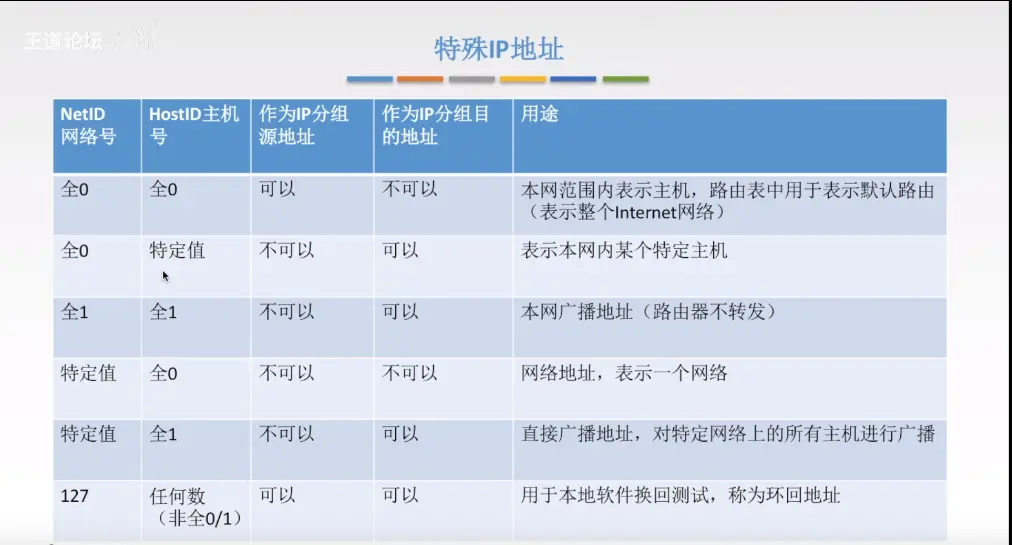 王道论坛
特殊IP地址
NetID
网络号
HostID主机
号
作为IP分组
源地址
作为IP分组目
的地址
用途
全0
全0
可以
不可以
本网范围内表示主机，路由表中用于表示默认路由
（表示整个Internet网络）
全0
特定值
不可以
可以
表示本网内某个特定主机
全1
全1
不可以
可以
本网广播地址（路由器不转发）
特定值
全0
不可以
不可以
网络地址，表示一个网络
特定值
全1
不可以
可以
直接广播地址，对特定网络上的所有主机进行广播
127
任何数
（非全0/1）
可以
可以
用于本地软件换回测试，称为环回地址